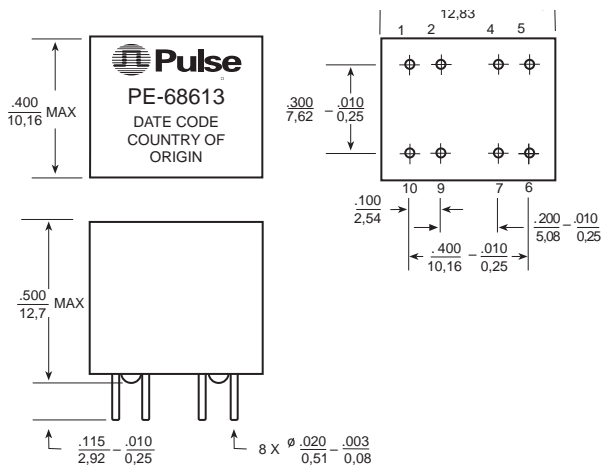 .400
10,16 MAX
Pulse
PE-68613
DATE CODE
COUNTRY OF
ORIGIN
12,83
1 2 4 5
.300 – .010
7,62 0,25
10 9 7 6
.100
2,54
.200 – .010
5,08 0,25
.400 – .010
10,16 0,25
.500
12,7 MAX
.115 – .010
2,92 0,25
8 X ø .020 – .003
0,51 0,08